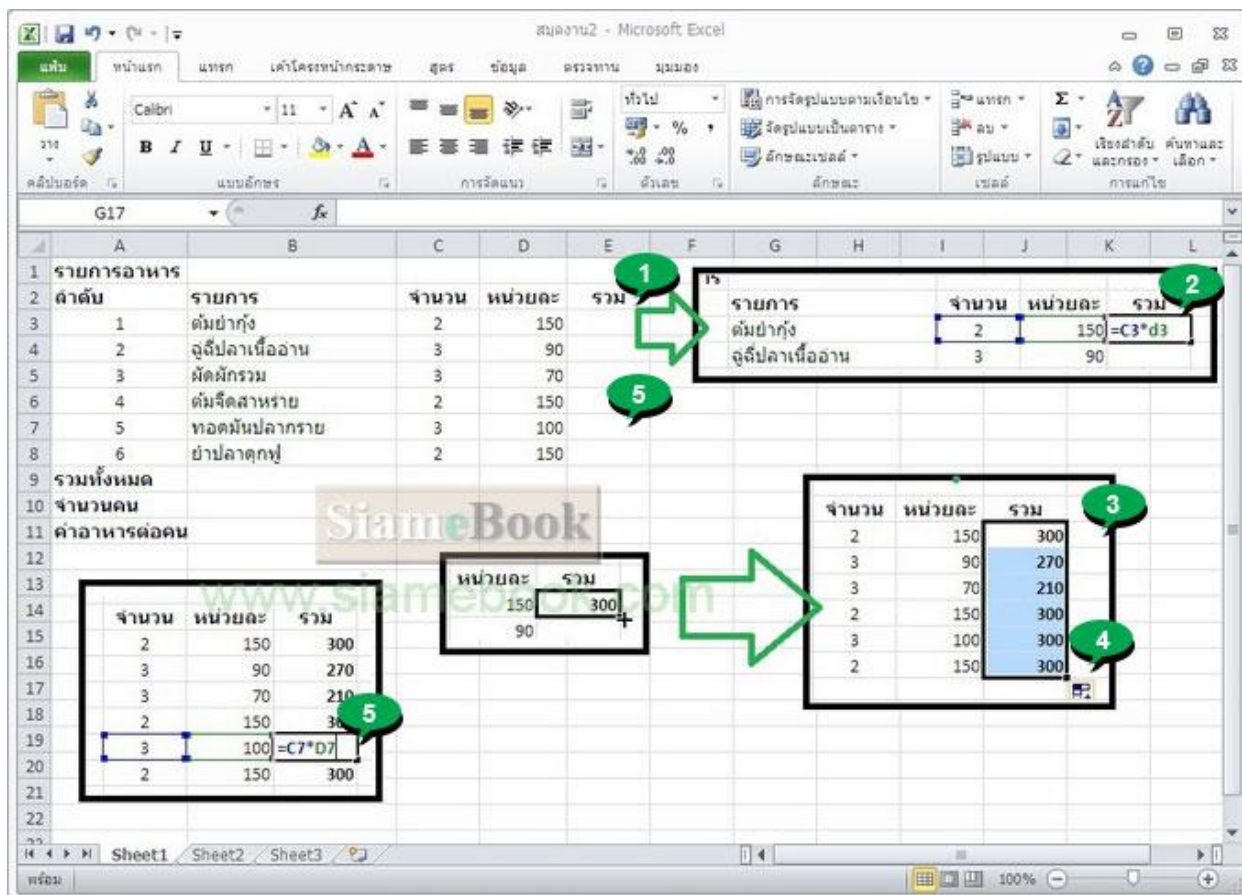 สมุดงาน2 - Microsoft Excel
แฟ้ม หน้าแรก แทรก เค้าโครงหน้ากระดาษ สูตร ข้อมูล ตรวจทาน มุมมอง
วาง
คลิปบอร์ด
Calibri 11
B I U
แบบอักษร
การจัดแนว
ทั่วไป
ตัวเลข
การจัดรูปแบบตามเงื่อนไข
จัดรูปแบบเป็นตาราง
ลักษณะเซลล์
ลักษณะ
แทรก
ลบ
รูปแบบ
เซลล์
เรียงลำดับและกรอง
ค้นหาและเลือก
การแก้ไข
G17 fx
A B C D E F G H I J K L
1 รายการอาหาร
2 ลำดับ รายการ จำนวน หน่วยละ รวม
3 1 ต้มยำกุ้ง 2 150
4 2 ฉู่ฉี่ปลาเนื้ออ่าน 3 90
5 3 ผัดผักรวม 3 70
6 4 ต้มจืดสาหร่าย 2 150
7 5 ทอดมันปลากราย 3 100
8 6 ยำปลาดุกฟู 2 150
9 รวมทั้งหมด
10 จำนวนคน
11 ค่าอาหารต่อคน
12
13
14
15
16
17
18
19
20
21
22
1
2
รายการ จำนวน หน่วยละ รวม
ต้มยำกุ้ง 2 150 =C3*d3
ฉู่ฉี่ปลาเนื้ออ่าน 3 90
5
3
จำนวน หน่วยละ รวม
2 150 300
3 90 270
3 70 210
2 150 300
3 100 300
2 150 300
4
SiameBook
www.siamebook.com
หน่วยละ รวม
150 300
90
จำนวน หน่วยละ รวม
2 150 300
3 90 270
3 70 210
2 150
3 100 =C7*D7
2 150 300
5
Sheet1 Sheet2 Sheet3
พร้อม 100%